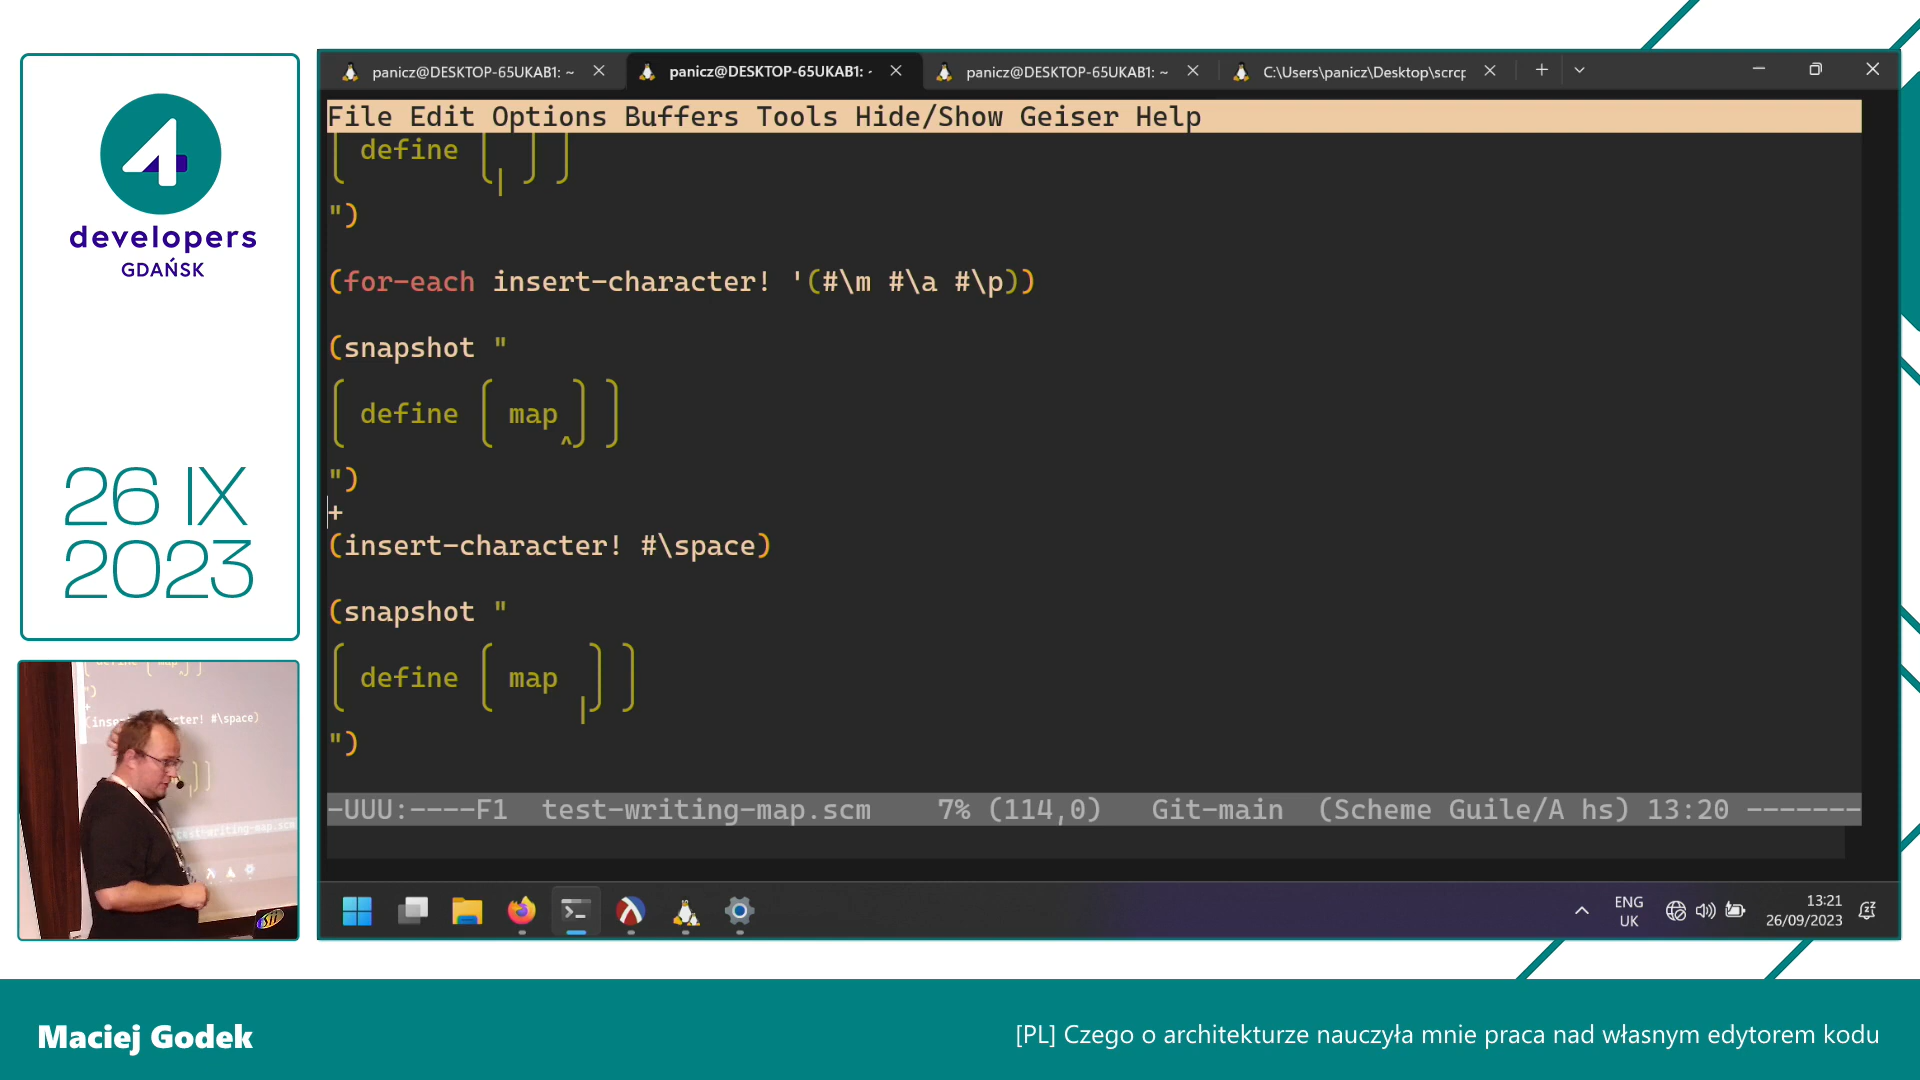 4
developers
GDAŃSK
26 IX
2023
panicz@DESKTOP-65UKAB1: ~
panicz@DESKTOP-65UKAB1: -
panicz@DESKTOP-65UKAB1: ~
C:\Users\panicz\Desktop\scrcp
File Edit Options Buffers Tools Hide/Show Geiser Help
define
")
(for-each insert-character! '(#\m #\a #\p))
(snapshot "
define map
^
")
+
(insert-character! #\space)
(snapshot "
define map
|
")
-UUU:----F1 test-writing-map.scm 7% (114,0) Git-main (Scheme Guile/A hs) 13:20 -------
ENG
UK
13:21
26/09/2023
Maciej Godek
[PL] Czego o architekturze nauczyła mnie praca nad własnym edytorem kodu